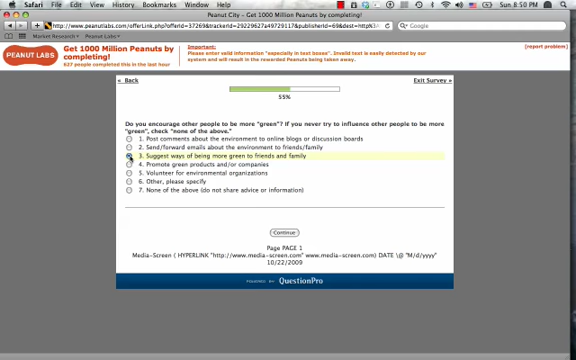 Safari File Edit View History Bookmarks Window Help
Sun 8:50 PM
Peanut City - Get 1000 Million Peanuts by completing!
Google
Market Research Peanut Labs
PEANUT LABS
Get 1000 Million Peanuts by
completing!
627 people completed this in the last hour
Important:
Please enter valid information "especially in text boxes". Invalid text is easily detected by our
system and will result in the rewarded Peanuts being taken away.
[report problem]
« Back
Exit Survey »
55%
Do you encourage other people to be more "green"? If you never try to influence other people to be more
"green", check "none of the above."
1. Post comments about the environment to online blogs or discussion boards
2. Send/forward emails about the environment to friends/family
3. Suggest ways of being more green to friends and family
4. Promote green products and/or companies
5. Volunteer for environmental organizations
6. Other, please specify
7. None of the above (do not share advice or information)
Continue
Page PAGE 1
Media-Screen ( HYPERLINK "http://www.media-screen.com" www.media-screen.com) DATE \@ "M/d/yyyy"
10/22/2009
POWERED BY QuestionPro